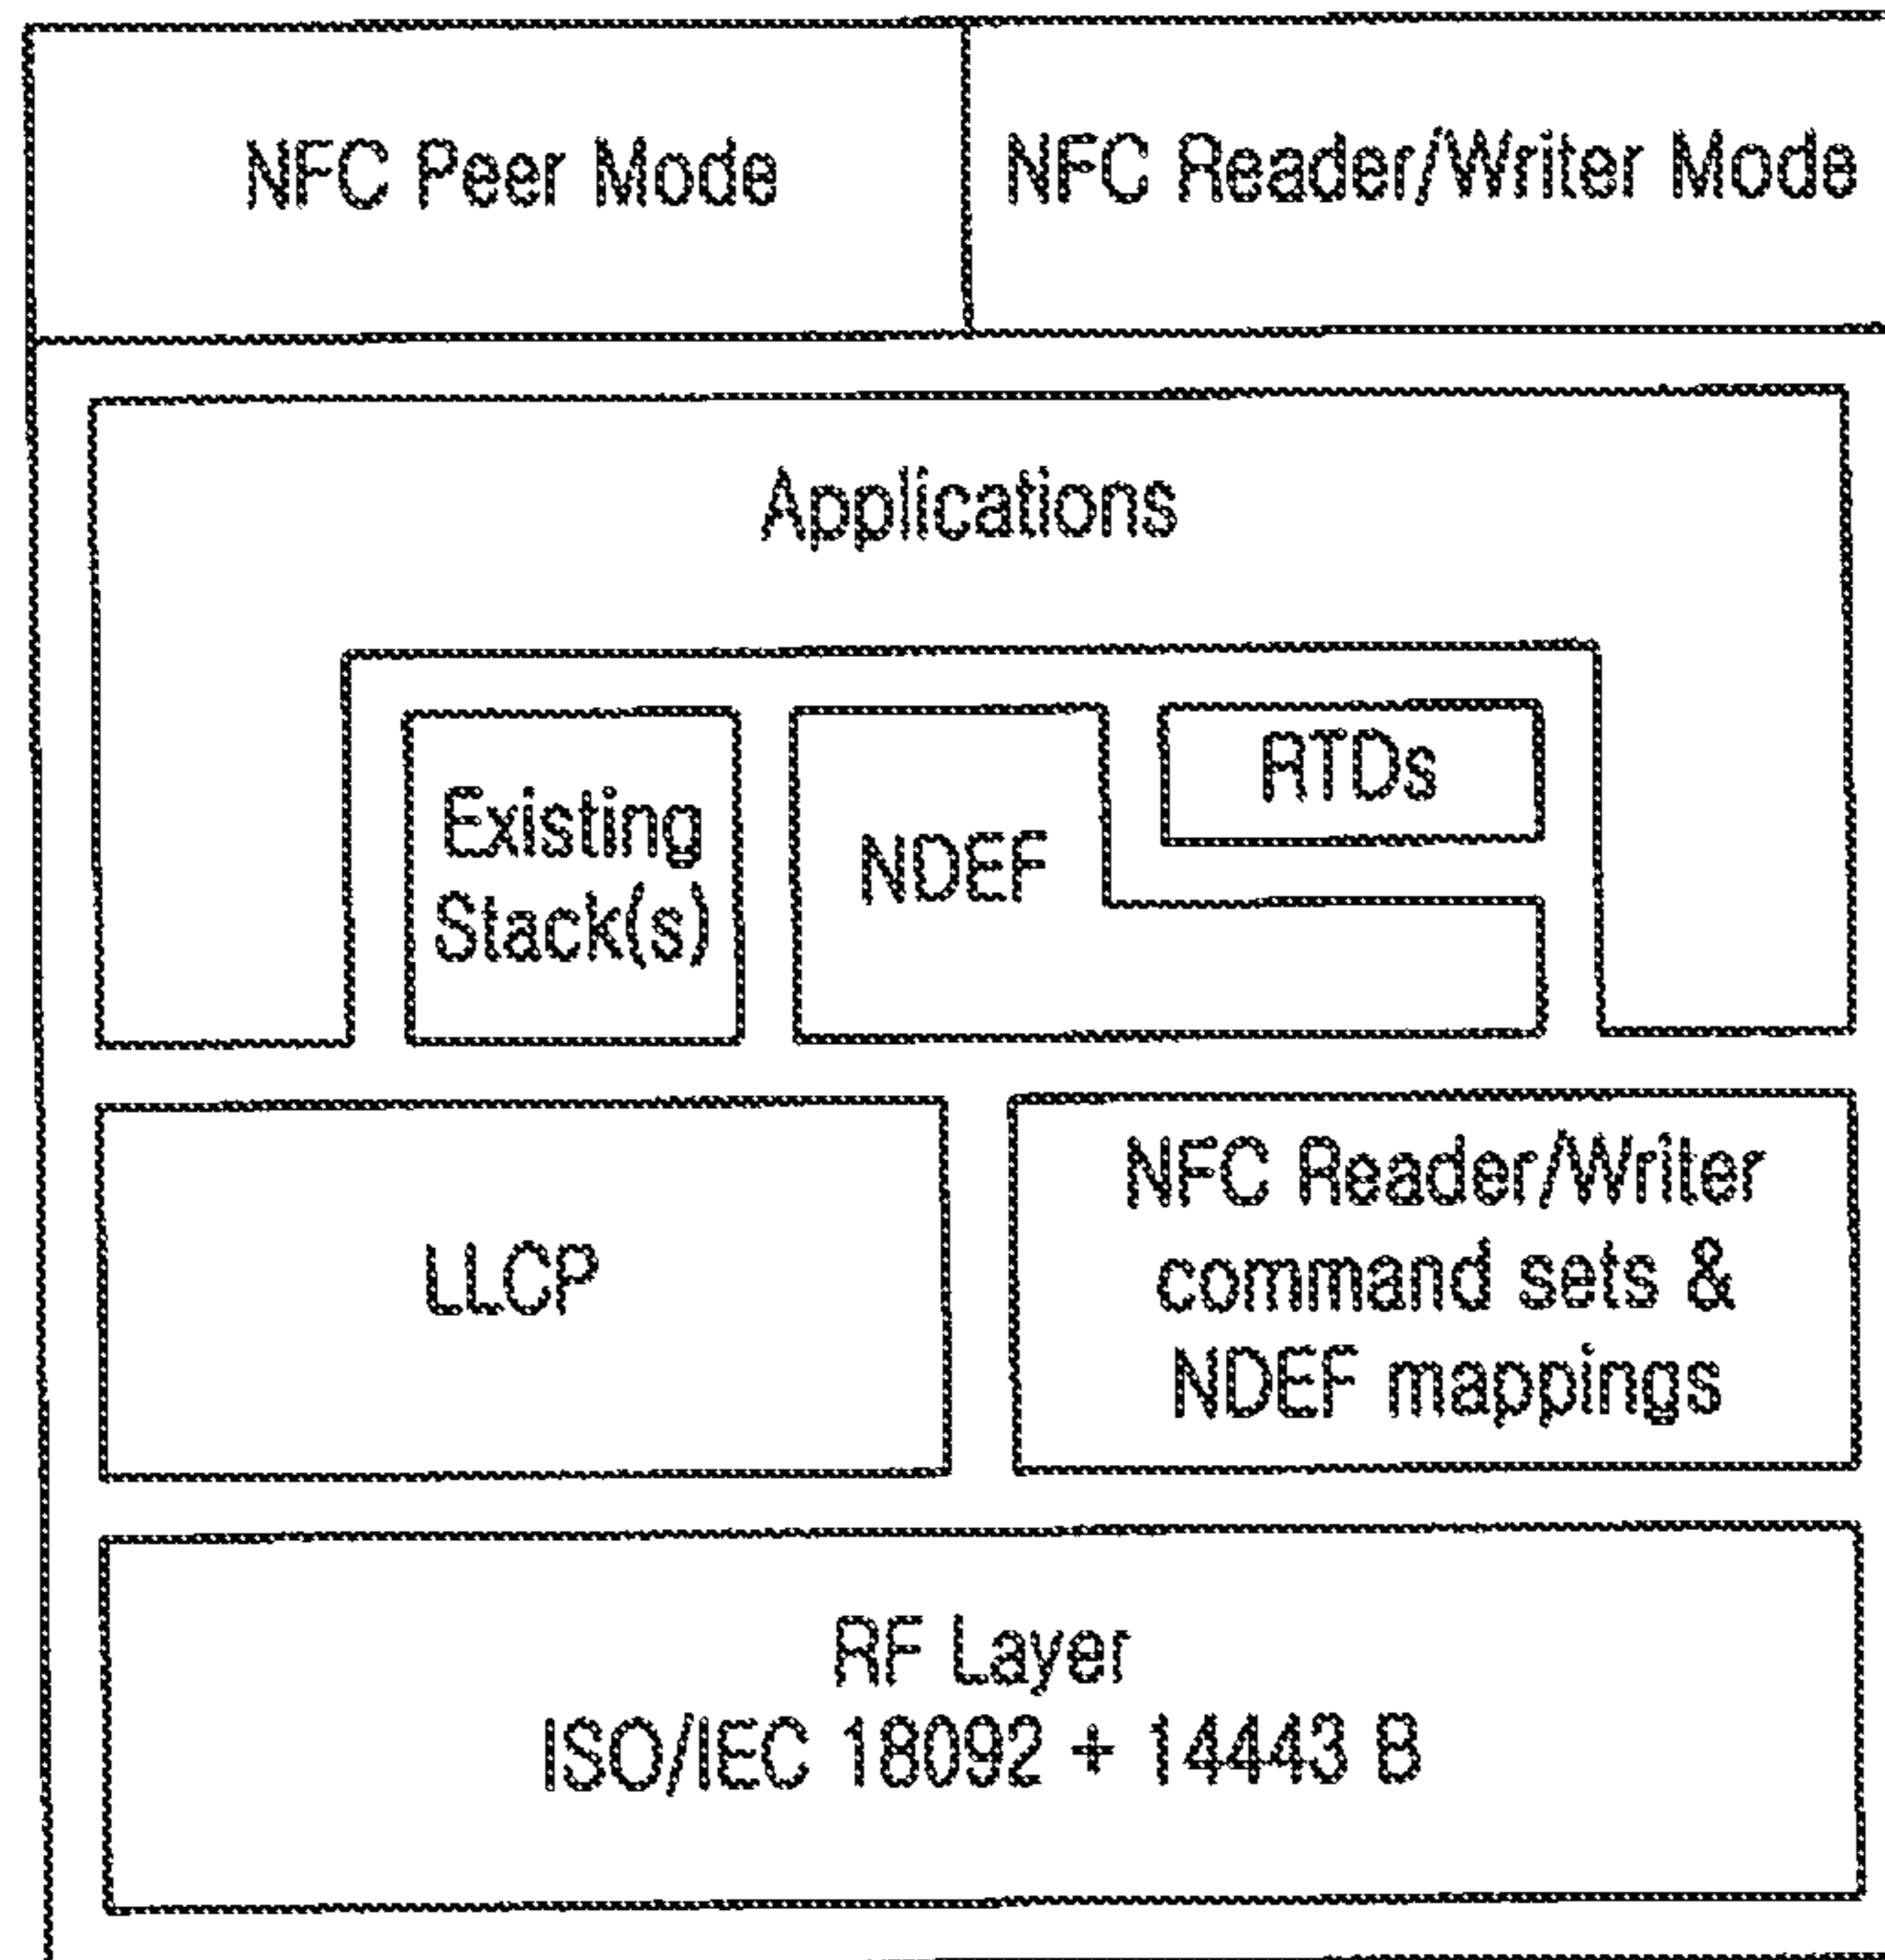 NFC Peer Mode
NFC Reader/Writer Mode
Applications
Existing
Stack(s)
NDEF
RTDs
LLCP
NFC Reader/Writer
command sets &
NDEF mappings
RF Layer
ISO/IEC 18092 + 14443 B